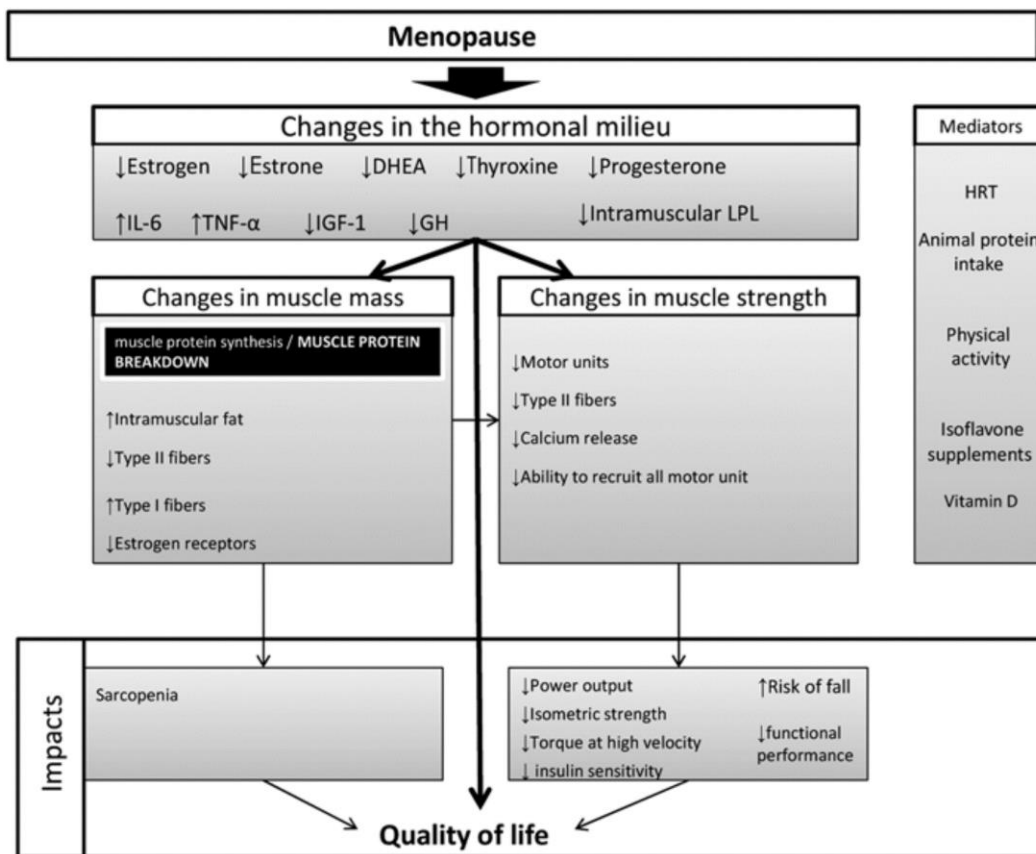 Menopause
Changes in the hormonal milieu
↓Estrogen ↓Estrone ↓DHEA ↓Thyroxine ↓Progesterone
↑IL-6 ↑TNF-α ↓IGF-1 ↓GH ↓Intramuscular LPL
Mediators
HRT
Animal protein
intake
Physical
activity
Isoflavone
supplements
Vitamin D
Changes in muscle mass
muscle protein synthesis / MUSCLE PROTEIN
BREAKDOWN
↑Intramuscular fat
↓Type II fibers
↑Type I fibers
↓Estrogen receptors
Changes in muscle strength
↓Motor units
↓Type II fibers
↓Calcium release
↓Ability to recruit all motor unit
Impacts
Sarcopenia
↓Power output
↓Isometric strength
↓Torque at high velocity
↓ insulin sensitivity
↑Risk of fall
↓functional
performance
Quality of life